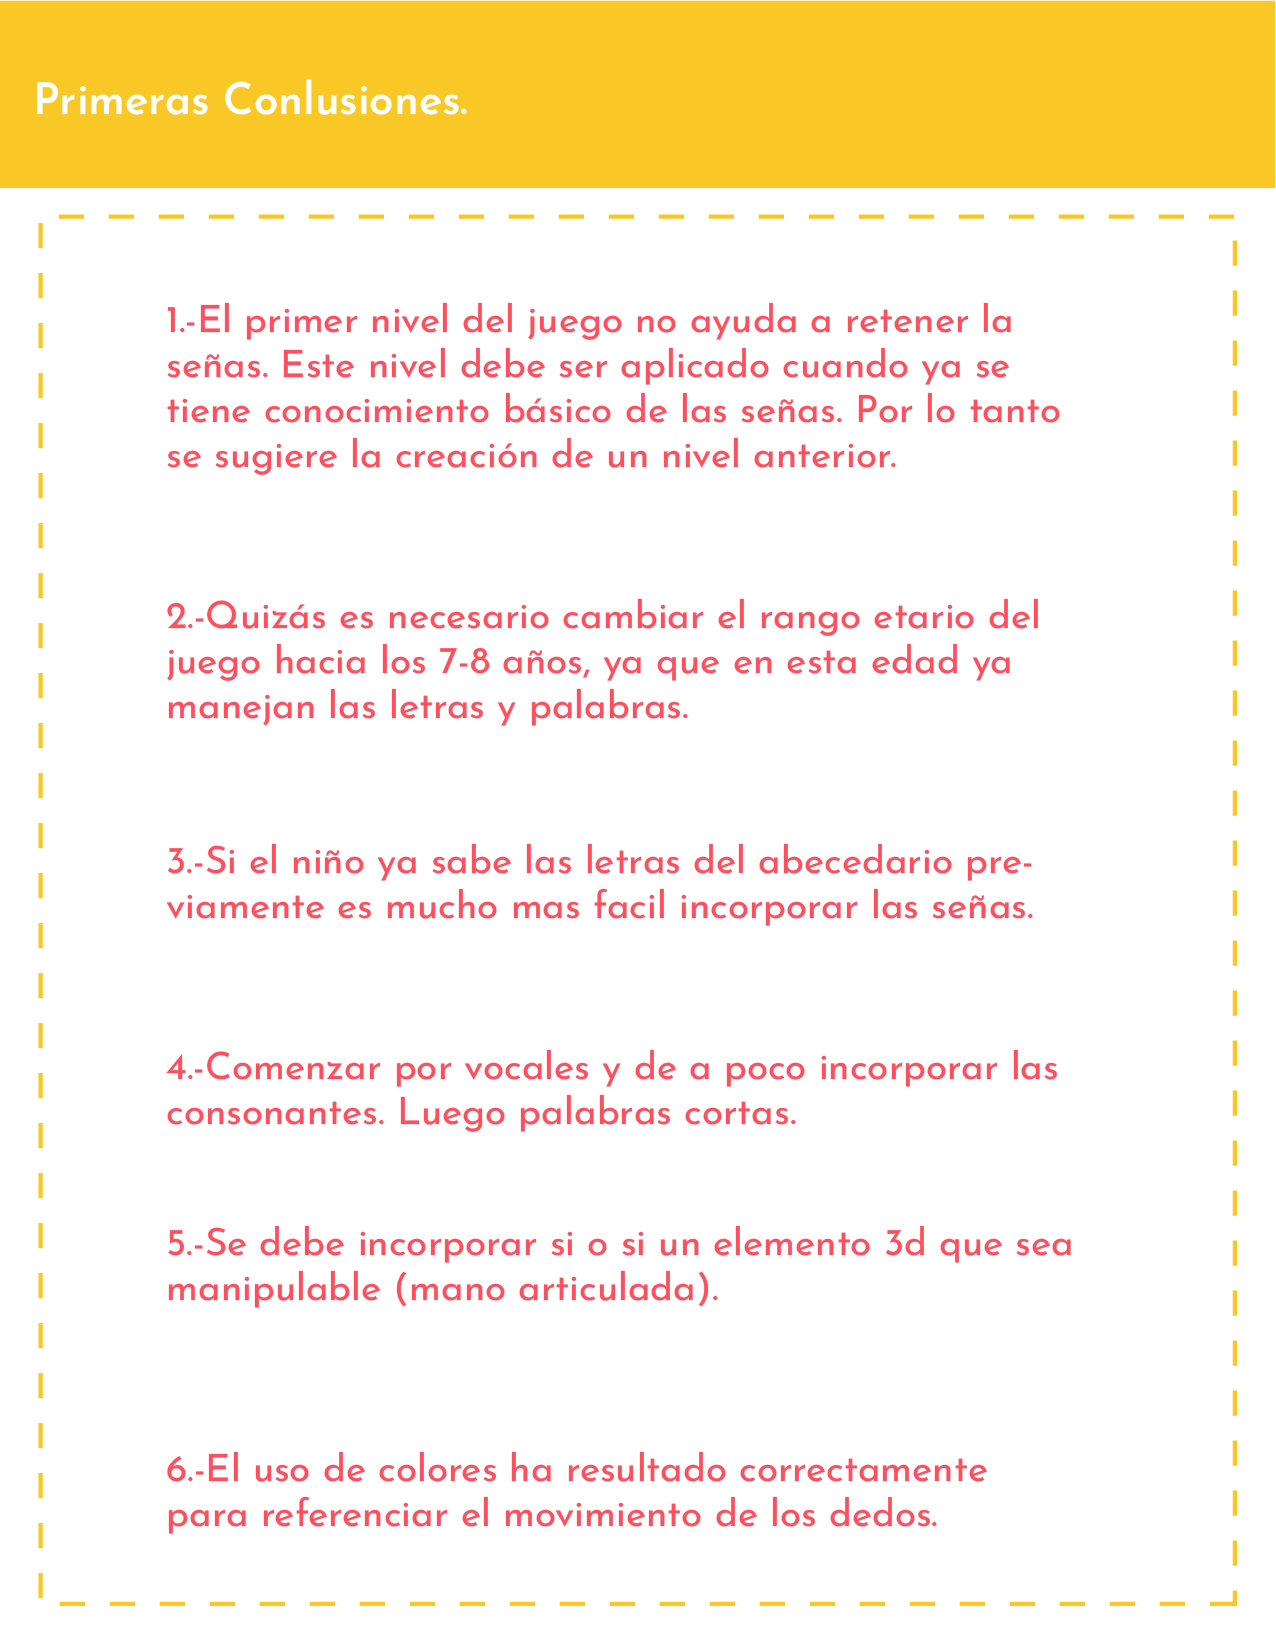 Primeras Conlusiones.
1.-El primer nivel del juego no ayuda a retener la
señas. Este nivel debe ser aplicado cuando ya se
tiene conocimiento básico de las señas. Por lo tanto
se sugiere la creación de un nivel anterior.
2.-Quizás es necesario cambiar el rango etario del
juego hacia los 7-8 años, ya que en esta edad ya
manejan las letras y palabras.
3.-Si el niño ya sabe las letras del abecedario pre-
viamente es mucho mas facil incorporar las señas.
4.-Comenzar por vocales y de a poco incorporar las
consonantes. Luego palabras cortas.
5.-Se debe incorporar si o si un elemento 3d que sea
manipulable (mano articulada).
6.-El uso de colores ha resultado correctamente
para referenciar el movimiento de los dedos.